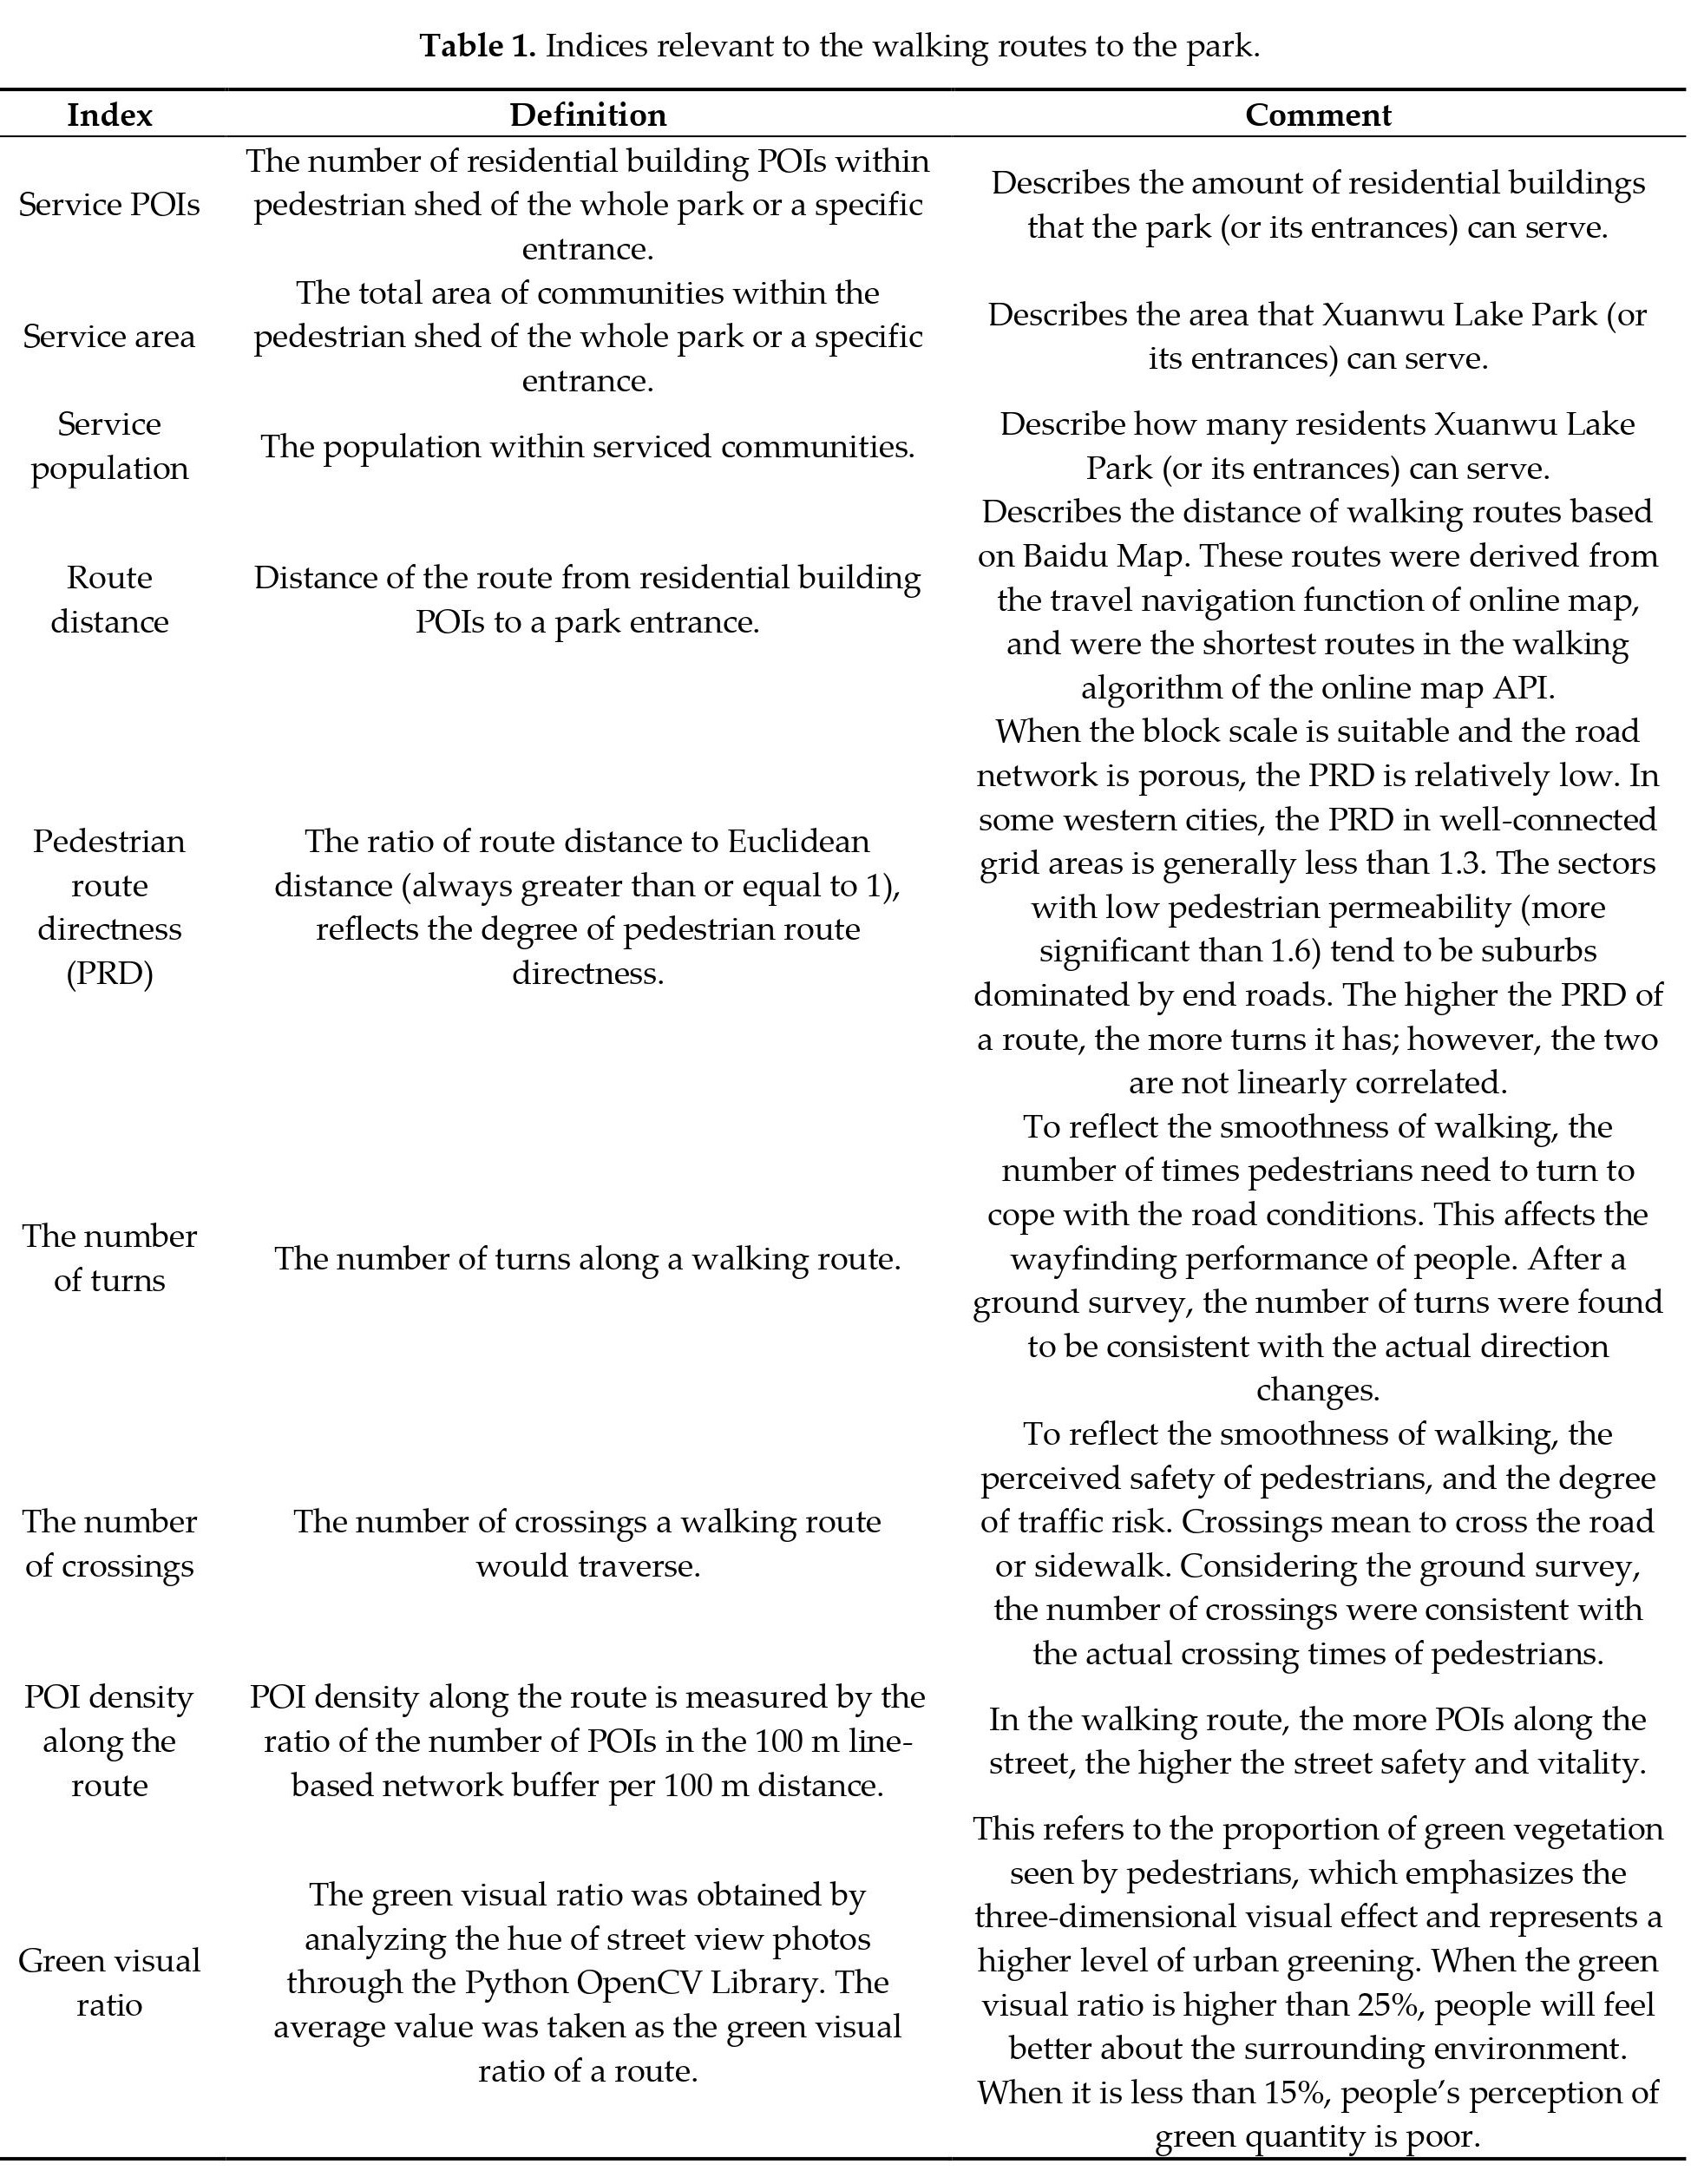 Table 1. Indices relevant to the walking routes to the park.
Index Definition Comment
Service POIs
The number of residential building POIs within
pedestrian shed of the whole park or a specific
entrance.
Describes the amount of residential buildings
that the park (or its entrances) can serve.
Service area
The total area of communities within the
pedestrian shed of the whole park or a specific
entrance.
Describes the area that Xuanwu Lake Park (or
its entrances) can serve.
Service
population
The population within serviced communities.
Describe how many residents Xuanwu Lake
Park (or its entrances) can serve.
Route
distance
Distance of the route from residential building
POIs to a park entrance.
Describes the distance of walking routes based
on Baidu Map. These routes were derived from
the travel navigation function of online map,
and were the shortest routes in the walking
algorithm of the online map API.
Pedestrian
route
directness
(PRD)
The ratio of route distance to Euclidean
distance (always greater than or equal to 1),
reflects the degree of pedestrian route
directness.
When the block scale is suitable and the road
network is porous, the PRD is relatively low. In
some western cities, the PRD in well-connected
grid areas is generally less than 1.3. The sectors
with low pedestrian permeability (more
significant than 1.6) tend to be suburbs
dominated by end roads. The higher the PRD of
a route, the more turns it has; however, the two
are not linearly correlated.
The number
of turns
The number of turns along a walking route.
To reflect the smoothness of walking, the
number of times pedestrians need to turn to
cope with the road conditions. This affects the
wayfinding performance of people. After a
ground survey, the number of turns were found
to be consistent with the actual direction
changes.
The number
of crossings
The number of crossings a walking route
would traverse.
To reflect the smoothness of walking, the
perceived safety of pedestrians, and the degree
of traffic risk. Crossings mean to cross the road
or sidewalk. Considering the ground survey,
the number of crossings were consistent with
the actual crossing times of pedestrians.
POI density
along the
route
POI density along the route is measured by the
ratio of the number of POIs in the 100 m line-
based network buffer per 100 m distance.
In the walking route, the more POIs along the
street, the higher the street safety and vitality.
Green visual
ratio
The green visual ratio was obtained by
analyzing the hue of street view photos
through the Python OpenCV Library. The
average value was taken as the green visual
ratio of a route.
This refers to the proportion of green vegetation
seen by pedestrians, which emphasizes the
three-dimensional visual effect and represents a
higher level of urban greening. When the green
visual ratio is higher than 25%, people will feel
better about the surrounding environment.
When it is less than 15%, people’s perception of
green quantity is poor.